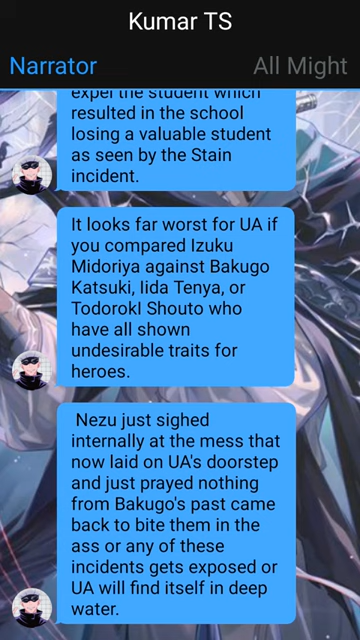 Kumar TS
Narrator
All Might
expel the student which
resulted in the school
losing a valuable student
as seen by the Stain
incident.
It looks far worst for UA if
you compared Izuku
Midoriya against Bakugo
Katsuki, Iida Tenya, or
TodorokI Shouto who
have all shown
undesirable traits for
heroes.
Nezu just sighed
internally at the mess that
now laid on UA's doorstep
and just prayed nothing
from Bakugo's past came
back to bite them in the
ass or any of these
incidents gets exposed or
UA will find itself in deep
water.